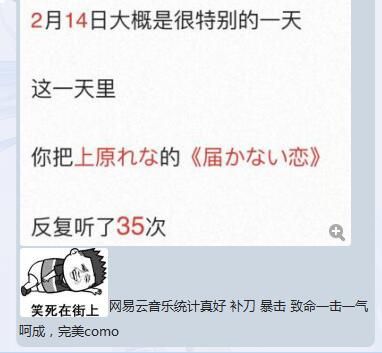 2月14日大概是很特别的一天
这一天里
你把上原れな的《届かない恋》
反复听了35次
笑死在街上
网易云音乐统计真好 补刀 暴击 致命一击一气
呵成，完美como